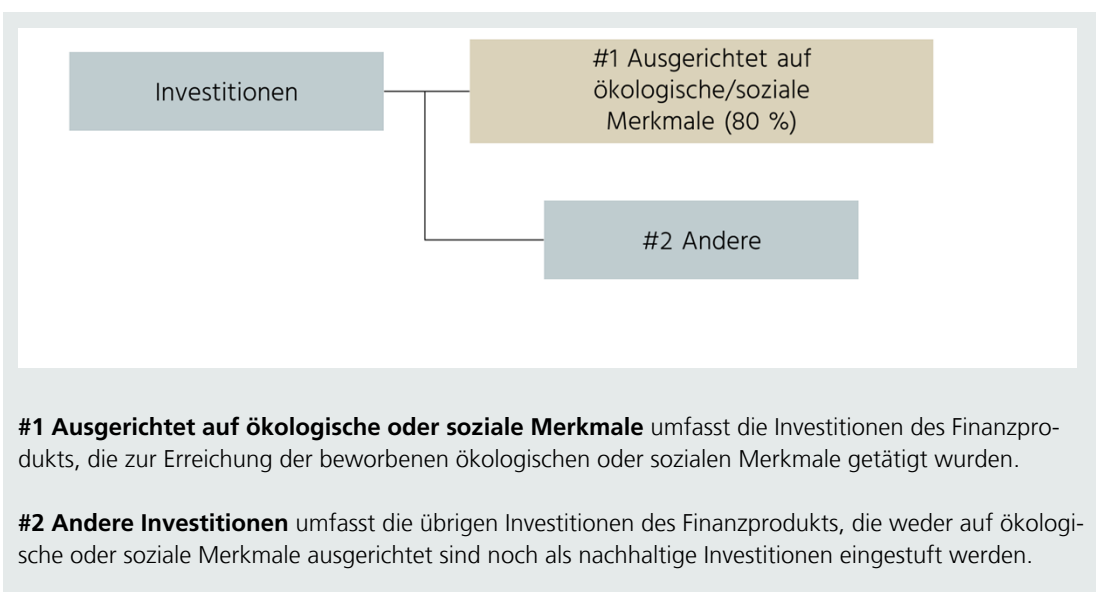 Investitionen
#1 Ausgerichtet auf
ökologische/soziale
Merkmale (80 %)
#2 Andere
#1 Ausgerichtet auf ökologische oder soziale Merkmale umfasst die Investitionen des Finanzpro-
dukts, die zur Erreichung der beworbenen ökologischen oder sozialen Merkmale getätigt wurden.
#2 Andere Investitionen umfasst die übrigen Investitionen des Finanzprodukts, die weder auf ökologi-
sche oder soziale Merkmale ausgerichtet sind noch als nachhaltige Investitionen eingestuft werden.